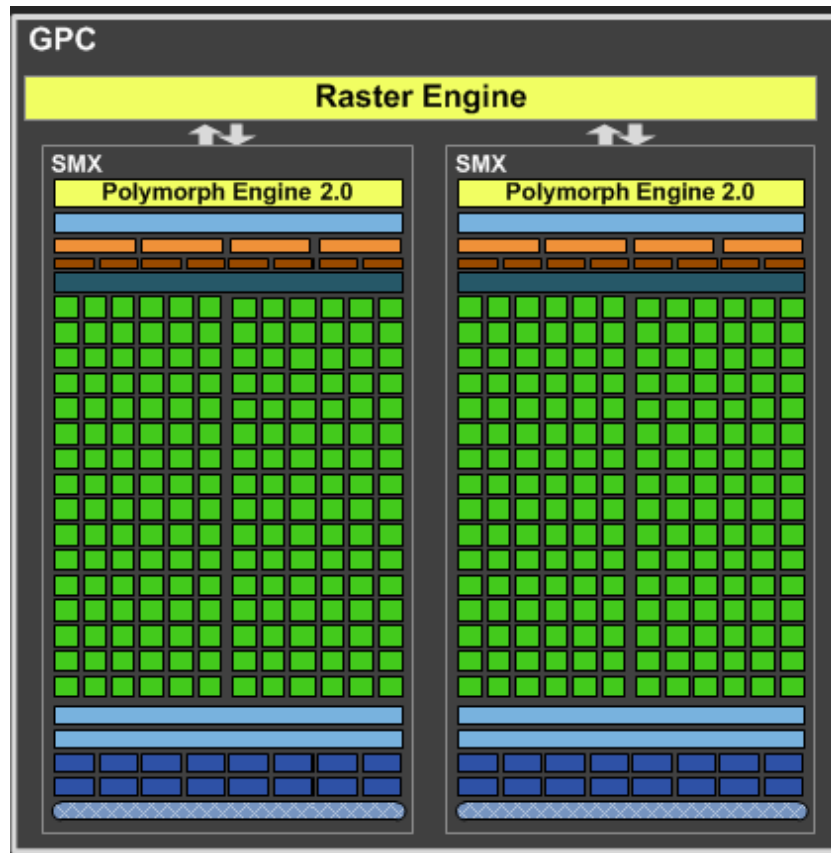 GPC
Raster Engine
SMX
SMX
Polymorph Engine 2.0
Polymorph Engine 2.0